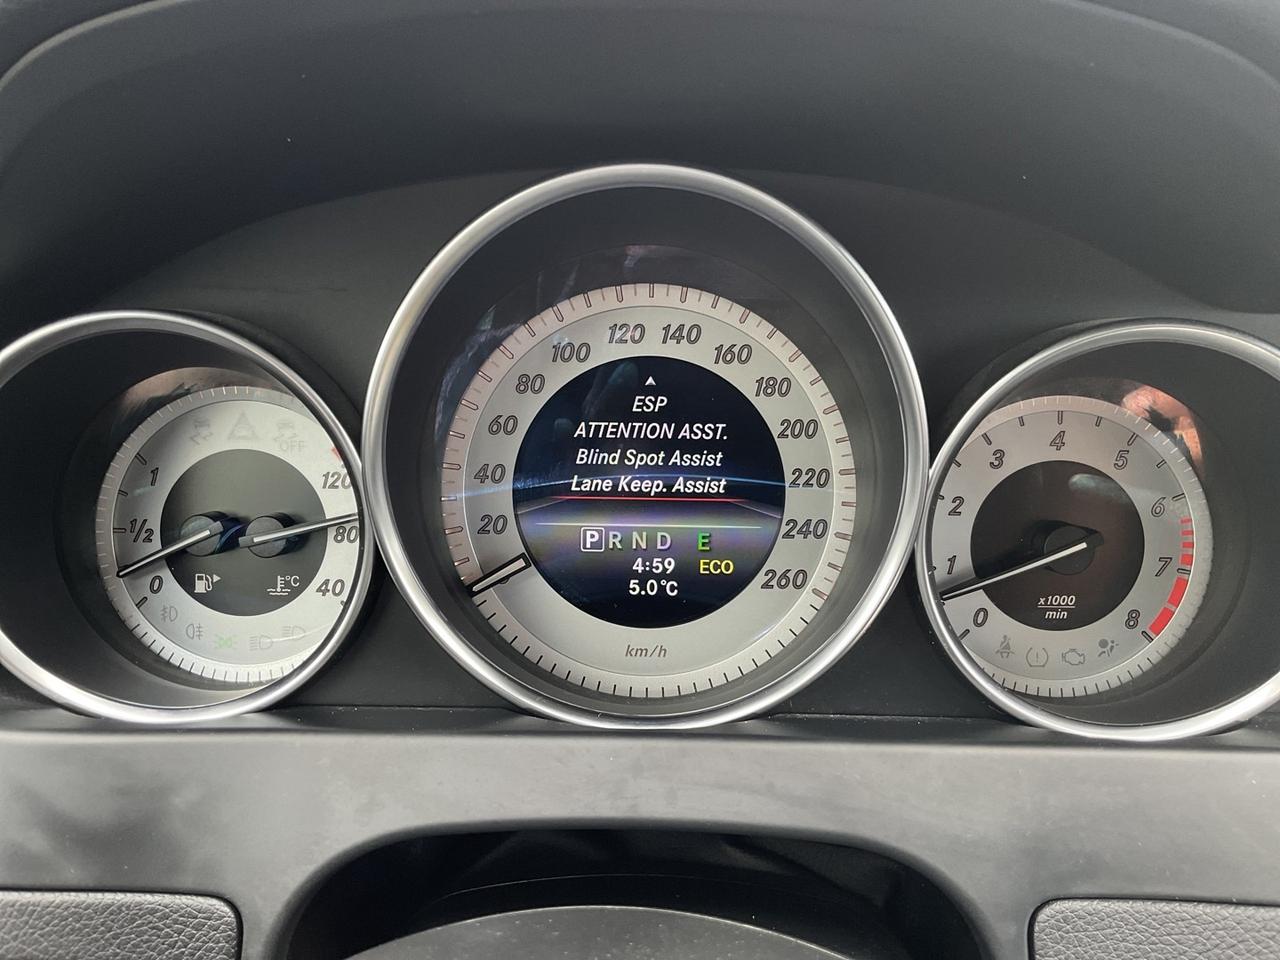 OFF
1
1/2
0
120
80
40
°C
20
40
60
80
100
120
140
160
180
200
220
240
260
ESP
ATTENTION ASST.
Blind Spot Assist
Lane Keep. Assist
P R N D E
4:59 ECO
5.0°C
km/h
0
1
2
3
4
5
6
7
8
x1000
min